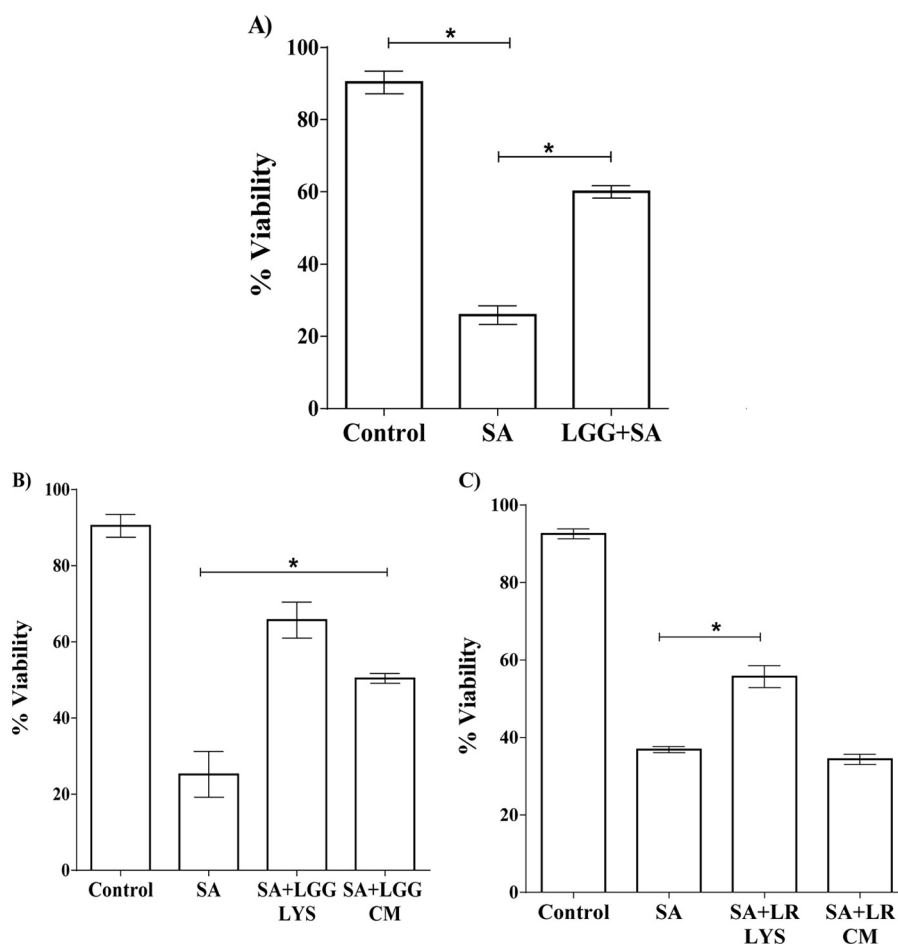 A)
100
80
60
40
20
0
% Viability
*
*
Control SA LGG+SA
B)
100
80
60
40
20
0
% Viability
*
Control SA SA+LGG SA+LGG
LYS CM
C)
100
80
60
40
20
0
% Viability
*
Control SA SA+LR SA+LR
LYS CM